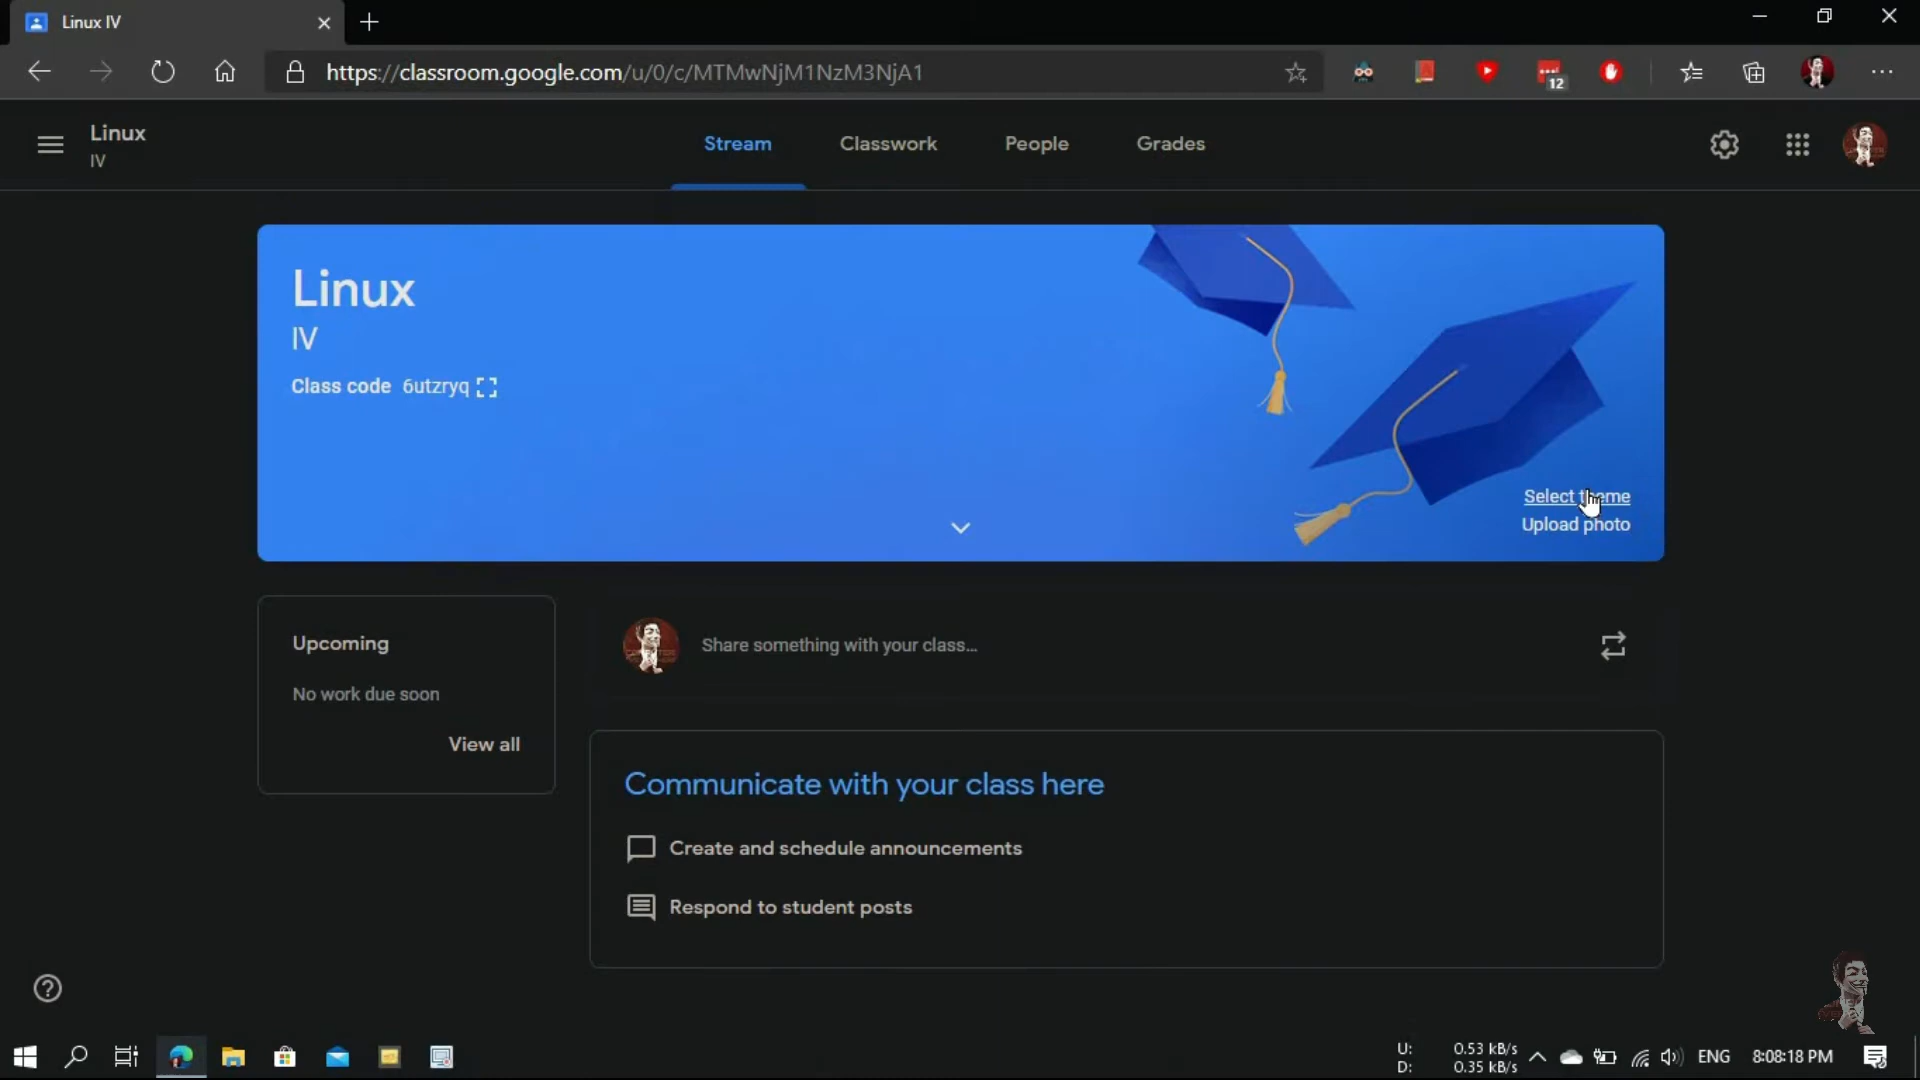 Linux IV
https://classroom.google.com/u/0/c/MTMwNjM1NzM3NjA1
12
Linux
IV
Stream
Classwork
People
Grades
Linux
IV
Class code 6utzryq
Select theme
Upload photo
Upcoming
No work due soon
View all
Share something with your class...
Communicate with your class here
Create and schedule announcements
Respond to student posts
U: 0.53 kB/s
D: 0.35 kB/s
ENG
8:08:18 PM